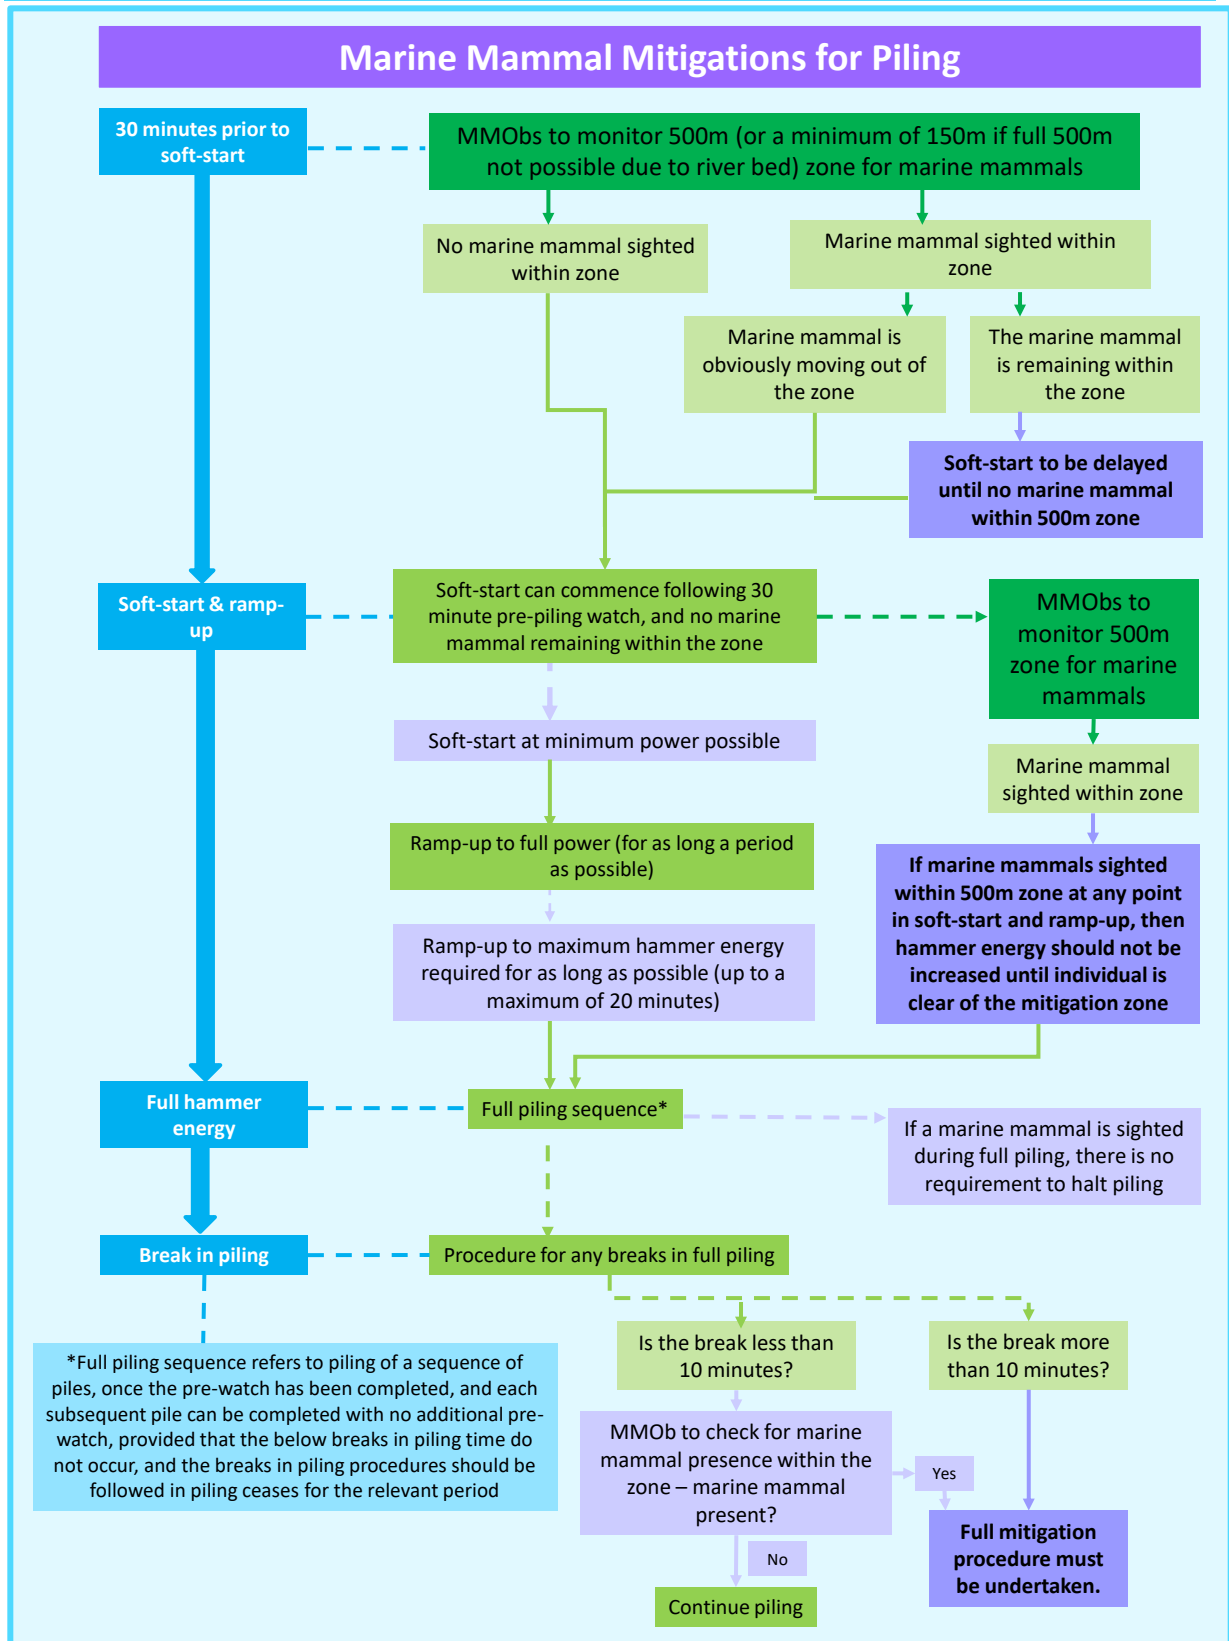 Marine Mammal Mitigations for Piling
30 minutes prior to
soft-start
MMObs to monitor 500m (or a minimum of 150m if full 500m
not possible due to river bed) zone for marine mammals
No marine mammal sighted
within zone
Marine mammal sighted within
zone
Marine mammal is
obviously moving out of
the zone
The marine mammal
is remaining within
the zone
Soft-start to be delayed
until no marine mammal
within 500m zone
Soft-start & ramp-
up
Soft-start can commence following 30
minute pre-piling watch, and no marine
mammal remaining within the zone
MMObs to
monitor 500m
zone for marine
mammals
Soft-start at minimum power possible
Marine mammal
sighted within zone
Ramp-up to full power (for as long a period
as possible)
If marine mammals sighted
within 500m zone at any point
in soft-start and ramp-up, then
hammer energy should not be
increased until individual is
clear of the mitigation zone
Ramp-up to maximum hammer energy
required for as long as possible (up to a
maximum of 20 minutes)
Full hammer
energy
Full piling sequence*
If a marine mammal is sighted
during full piling, there is no
requirement to halt piling
Break in piling
Procedure for any breaks in full piling
*Full piling sequence refers to piling of a sequence of
piles, once the pre-watch has been completed, and each
subsequent pile can be completed with no additional pre-
watch, provided that the below breaks in piling time do
not occur, and the breaks in piling procedures should be
followed in piling ceases for the relevant period
Is the break less than
10 minutes?
Is the break more
than 10 minutes?
MMOb to check for marine
mammal presence within the
zone – marine mammal
present?
Yes
No
Full mitigation
procedure must
be undertaken.
Continue piling